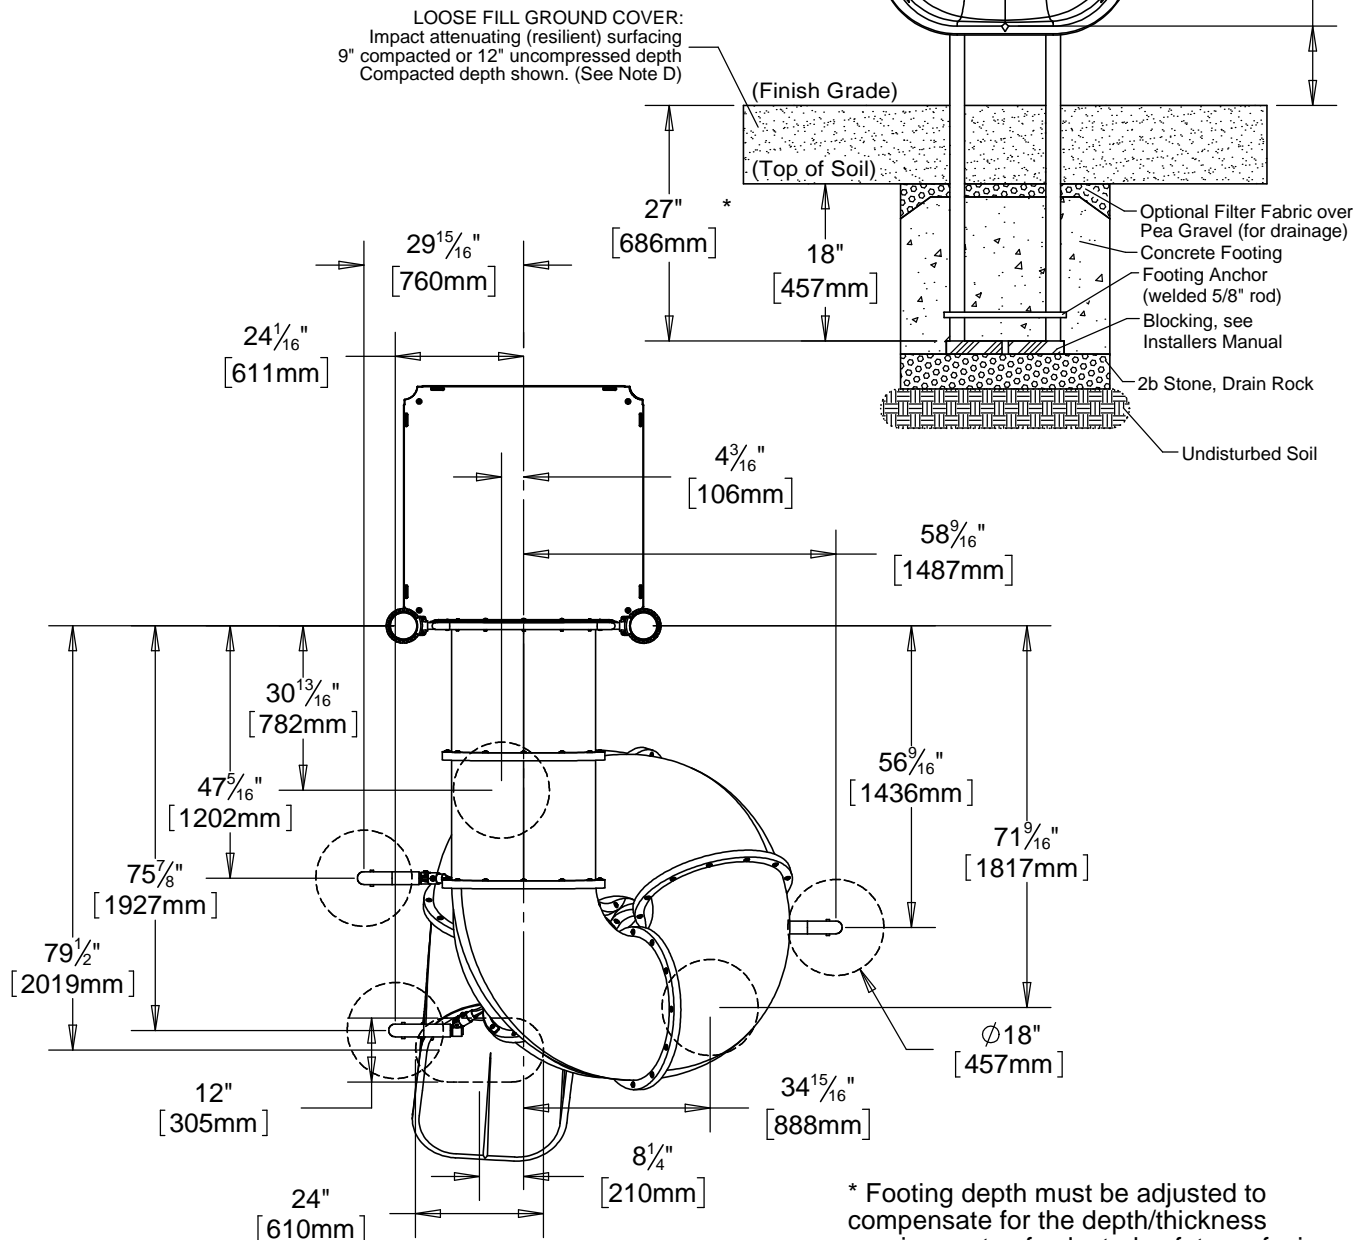 LOOSE FILL GROUND COVER:
Impact attenuating (resilient) surfacing
9" compacted or 12" uncompressed depth
Compacted depth shown. (See Note D)
(Finish Grade)
(Top of Soil)
27" *
[686mm]
18"
[457mm]
Optional Filter Fabric over
Pea Gravel (for drainage)
Concrete Footing
Footing Anchor
(welded 5/8" rod)
Blocking, see
Installers Manual
2b Stone, Drain Rock
Undisturbed Soil
29 15/16"
[760mm]
24 1/16"
[611mm]
4 3/16"
[106mm]
58 9/16"
[1487mm]
30 13/16"
[782mm]
47 5/16"
[1202mm]
75 7/8"
[1927mm]
79 1/2"
[2019mm]
56 9/16"
[1436mm]
71 9/16"
[1817mm]
Ø18"
[457mm]
12"
[305mm]
34 15/16"
[888mm]
8 1/4"
[210mm]
24"
[610mm]
* Footing depth must be adjusted to
compensate for the depth/thickness